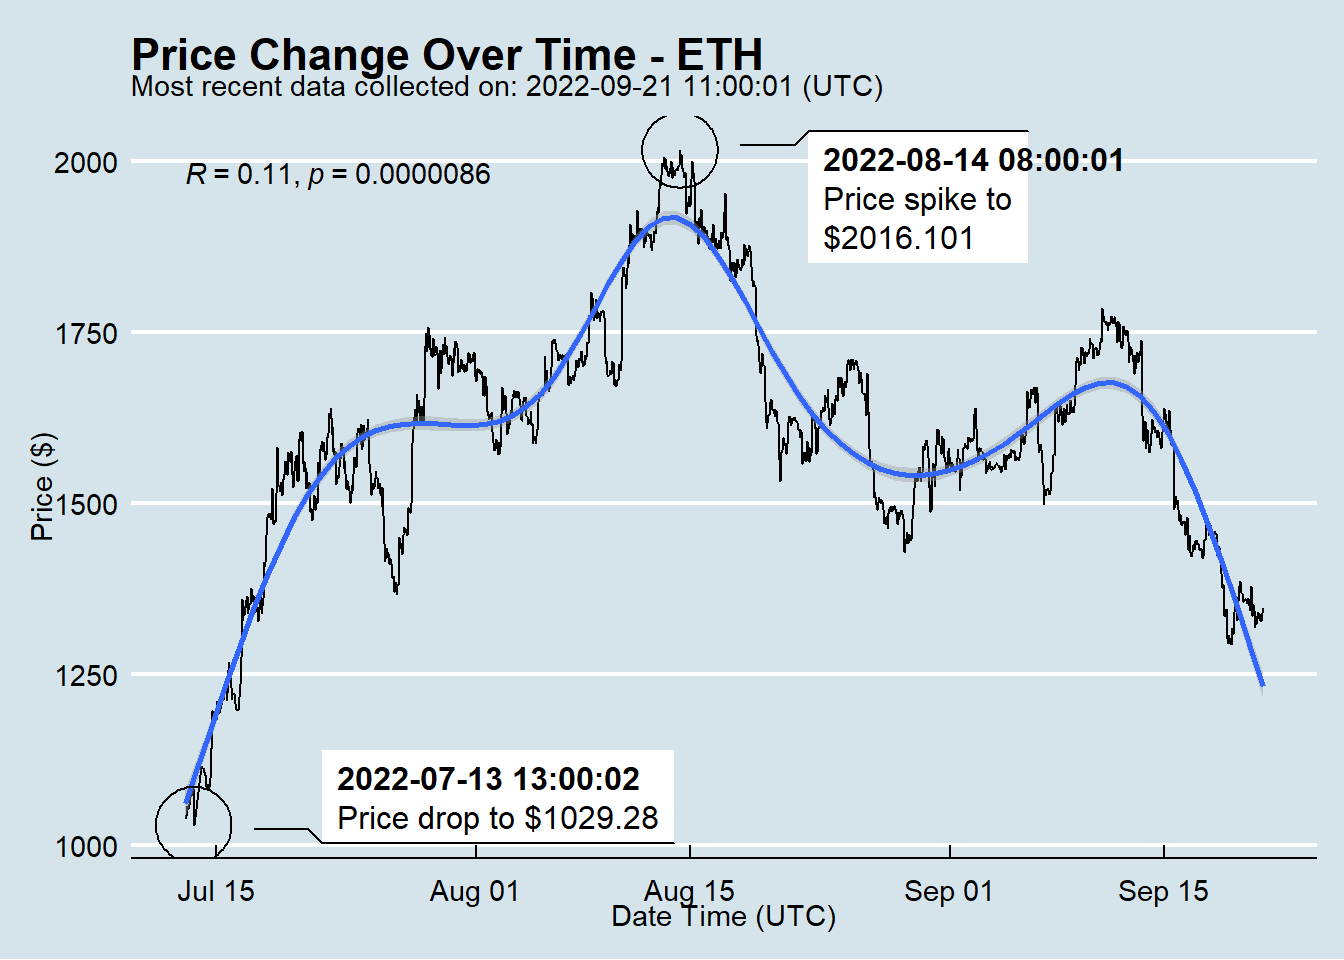 Price Change Over Time - ETH
Most recent data collected on: 2022-09-21 11:00:01 (UTC)
2000
R = 0.11, p = 0.0000086
2022-08-14 08:00:01
Price spike to
$2016.101
1750
Price ($)
1500
1250
2022-07-13 13:00:02
Price drop to $1029.28
1000
Jul 15 Aug 01 Aug 15 Sep 01 Sep 15
Date Time (UTC)